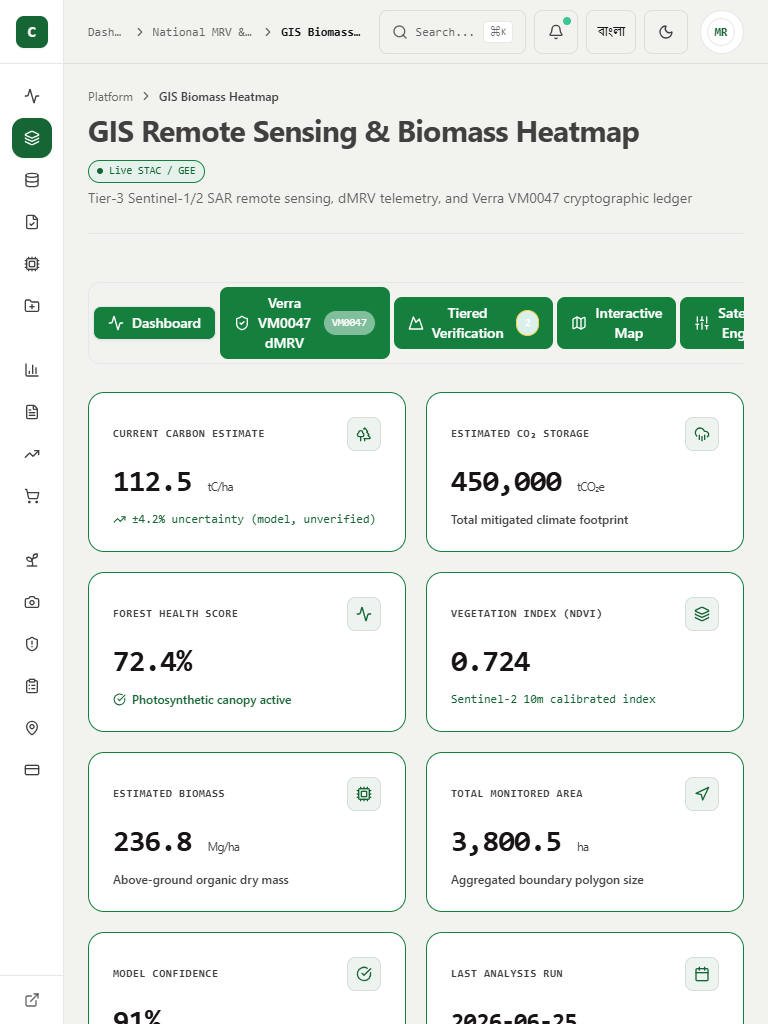 C
Dash…
National MRV &…
GIS Biomass…
Search...
⌘K
বাংলা
MR
Platform
GIS Biomass Heatmap
GIS Remote Sensing & Biomass Heatmap
Live STAC / GEE
Tier-3 Sentinel-1/2 SAR remote sensing, dMRV telemetry, and Verra VM0047 cryptographic ledger
Dashboard
Verra
VM0047
dMRV
VM0047
Tiered
Verification
2
Interactive
Map
Sate
Eng
CURRENT CARBON ESTIMATE
112.5 tC/ha
±4.2% uncertainty (model, unverified)
ESTIMATED CO₂ STORAGE
450,000 tCO₂e
Total mitigated climate footprint
FOREST HEALTH SCORE
72.4%
Photosynthetic canopy active
VEGETATION INDEX (NDVI)
0.724
Sentinel-2 10m calibrated index
ESTIMATED BIOMASS
236.8 Mg/ha
Above-ground organic dry mass
TOTAL MONITORED AREA
3,800.5 ha
Aggregated boundary polygon size
MODEL CONFIDENCE
91%
LAST ANALYSIS RUN
2026-06-25